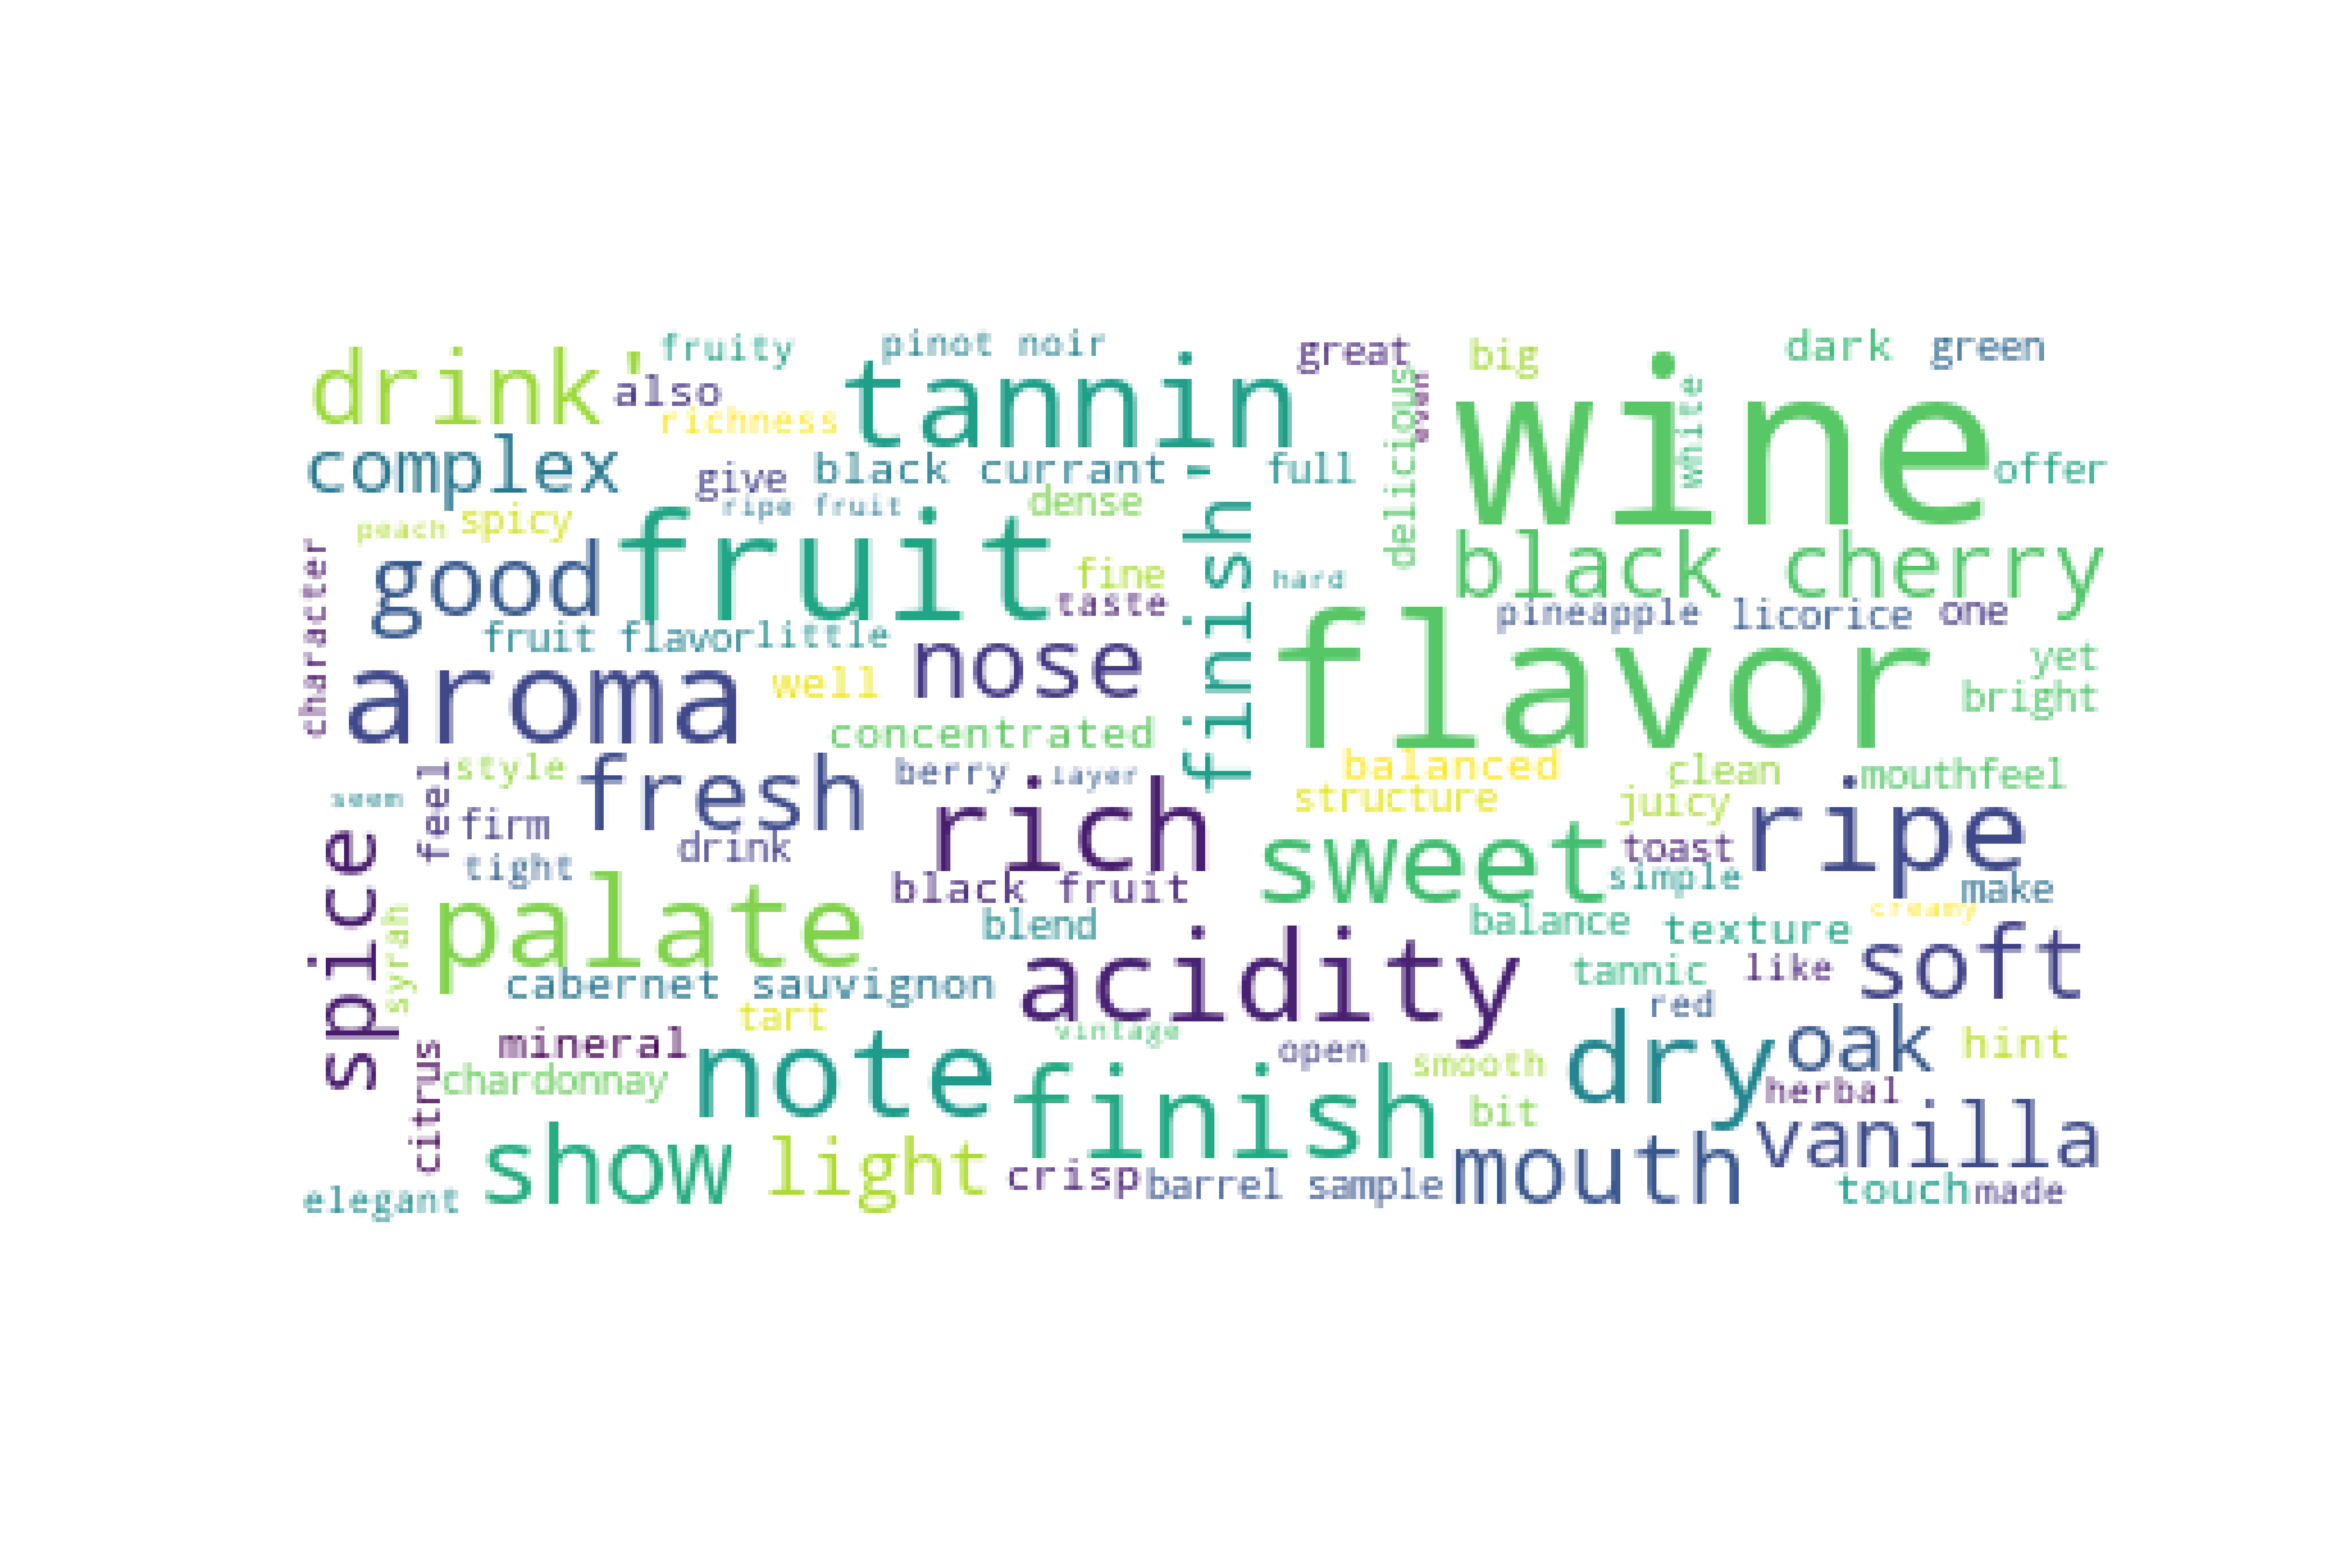 drink'
fruity
pinot noir
great
big
dark
green
also
richness
tannin
delicious
even
wine
white
complex
give
black currant
full
offer
ripe fruit
dense
peach
spicy
good
fruit
finish'
fine
hard
taste
black cherry
character
fruit flavor
little
pineapple
licorice
one
aroma
well
nose
flavor
yet
bright
concentrated
style
feel
fresh
berry
layer
balanced
clean
mouthfeel
seem
structure
juicy
firm
drink
rich
sweet
toast
ripe
tight
simple
spice
black fruit
make
syrah
palate
blend
balance
texture
creamy
soft
cabernet sauvignon
acidity
tannic
like
tart
red
mineral
note
vintage
open
smooth
dry
oak
hint
citrus
chardonnay
finish
bit
herbal
show
light
crisp
barrel sample
mouth
vanilla
elegant
touch
made